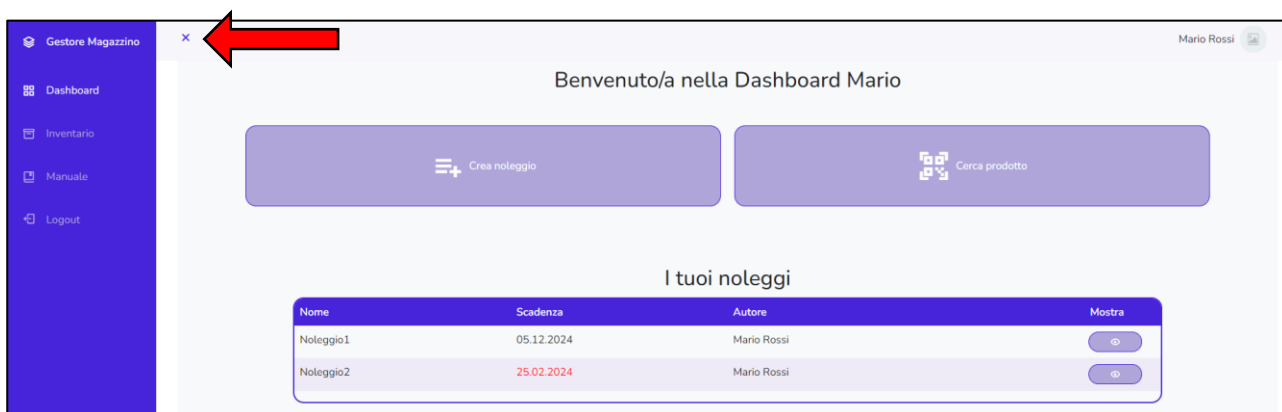 Gestore Magazzino
Mario Rossi
Dashboard
Inventario
Manuale
Logout
Benvenuto/a nella Dashboard Mario
Crea noleggio
Cerca prodotto
I tuoi noleggi
Nome Scadenza Autore Mostra
Noleggio1 05.12.2024 Mario Rossi
Noleggio2 25.02.2024 Mario Rossi